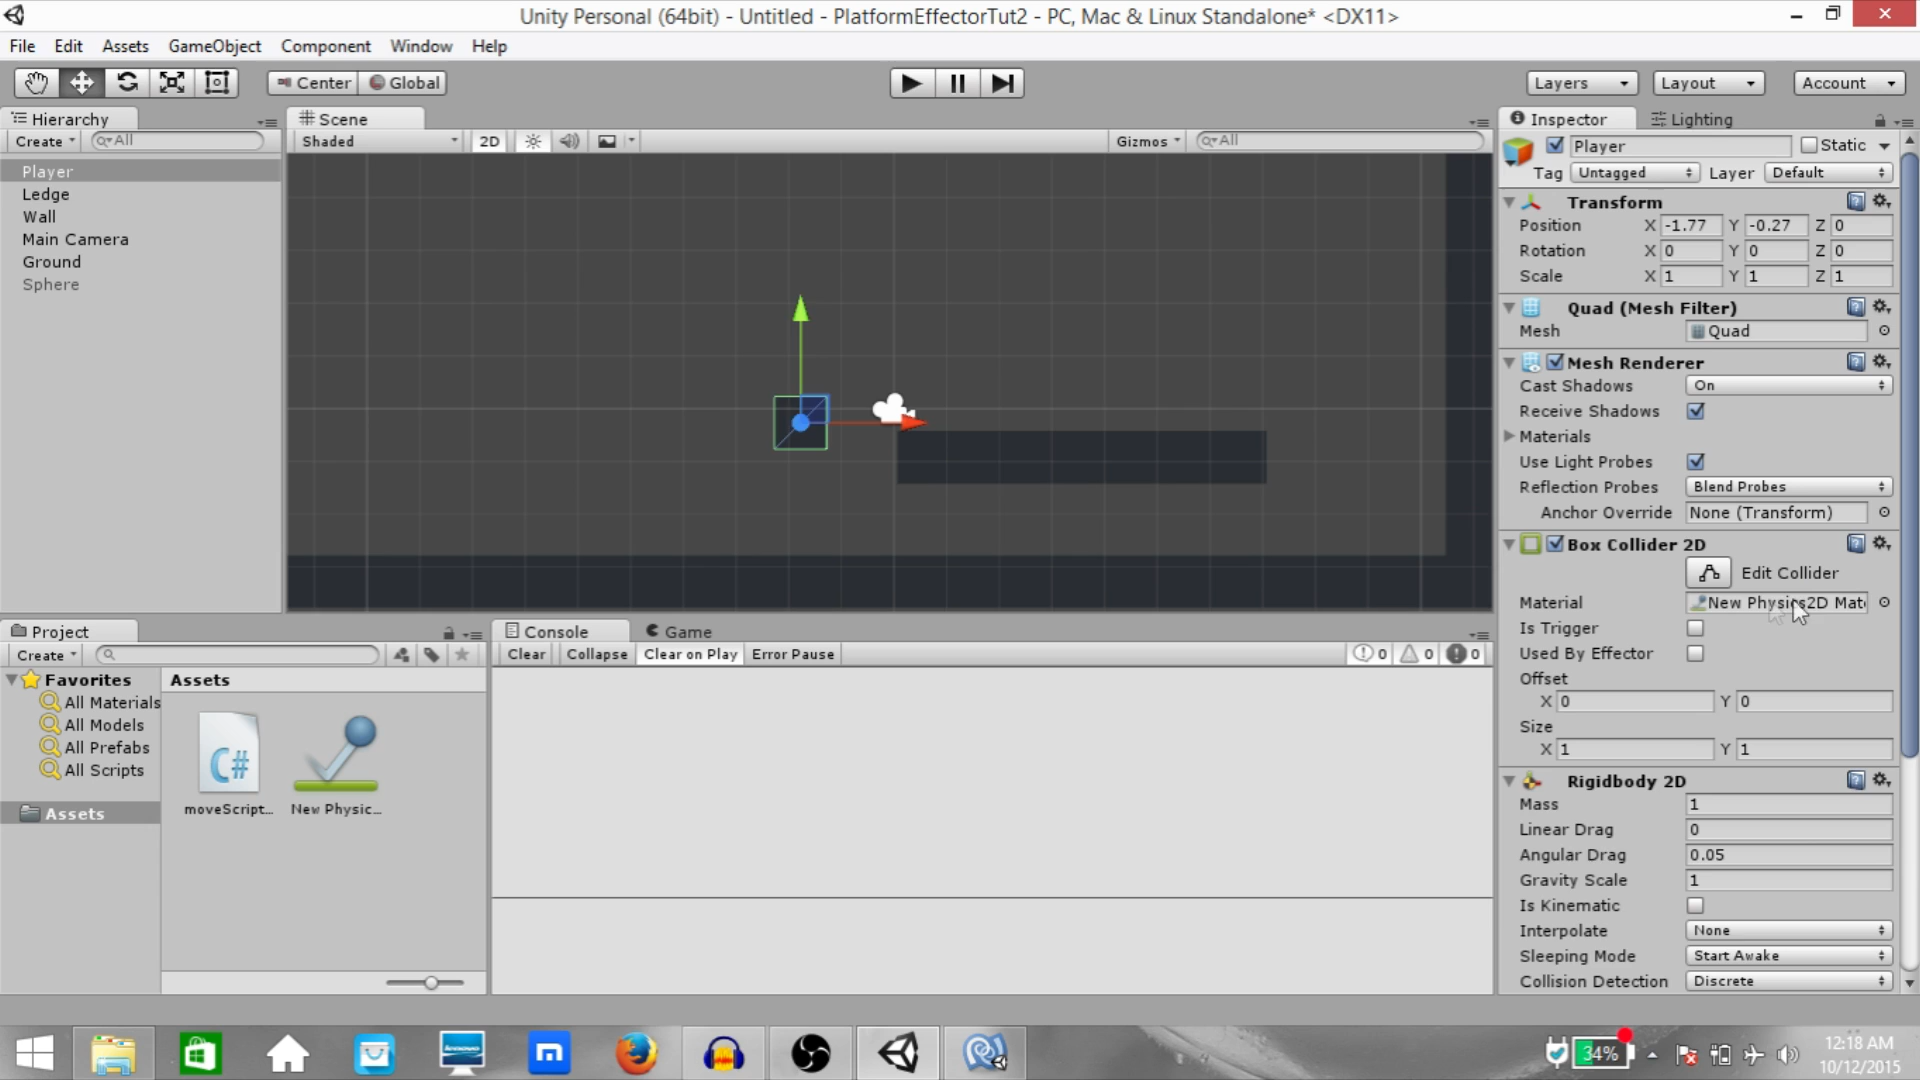 Unity Personal (64bit) - Untitled - PlatformEffectorTut2 - PC, Mac & Linux Standalone* <DX11>
File Edit Assets GameObject Component Window Help
Center Global Layers Layout Account
Hierarchy
Create All
Player
Ledge
Wall
Main Camera
Ground
Sphere
Scene
Shaded 2D Gizmos All
Inspector Lighting
Player Static
Tag Untagged Layer Default
Transform
Position X -1.77 Y -0.27 Z 0
Rotation X 0 Y 0 Z 0
Scale X 1 Y 1 Z 1
Quad (Mesh Filter)
Mesh Quad
Mesh Renderer
Cast Shadows On
Receive Shadows
Materials
Use Light Probes
Reflection Probes Blend Probes
Anchor Override None (Transform)
Box Collider 2D
Edit Collider
Material New Physics2D Mat
Is Trigger
Used By Effector
Offset
X 0 Y 0
Size
X 1 Y 1
Rigidbody 2D
Mass 1
Linear Drag 0
Angular Drag 0.05
Gravity Scale 1
Is Kinematic
Interpolate None
Sleeping Mode Start Awake
Collision Detection Discrete
Project
Create
Favorites
All Materials
All Models
All Prefabs
All Scripts
Assets
Assets
C#
moveScript... New Physic...
Console Game
Clear Collapse Clear on Play Error Pause 0 0 0
34%
12:18 AM
10/12/2015